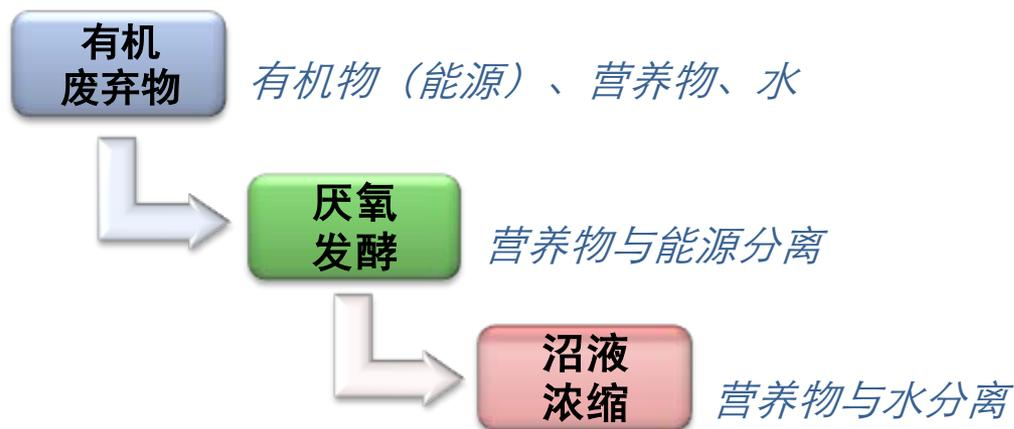 有机
废弃物
有机物（能源）、营养物、水
厌氧
发酵
营养物与能源分离
沼液
浓缩
营养物与水分离